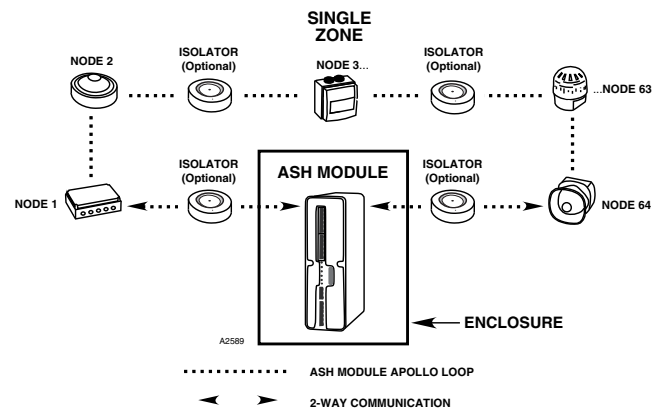 SINGLE
ZONE
NODE 2
ISOLATOR
(Optional)
NODE 3...
ISOLATOR
(Optional)
...NODE 63
NODE 1
ISOLATOR
(Optional)
ASH MODULE
ISOLATOR
(Optional)
NODE 64
ENCLOSURE
A2589
ASH MODULE APOLLO LOOP
2-WAY COMMUNICATION